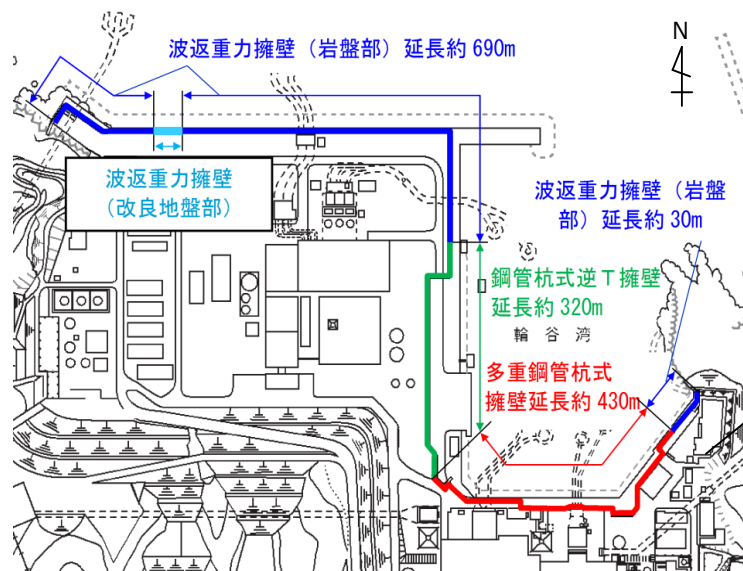 N
波返重力擁壁（岩盤部）延長約 690m
波返重力擁壁
（改良地盤部）
波返重力擁壁（岩盤
部）延長約 30m
鋼管杭式逆Ｔ擁壁
延長約 320m
輪谷湾
多重鋼管杭式
擁壁延長約 430m